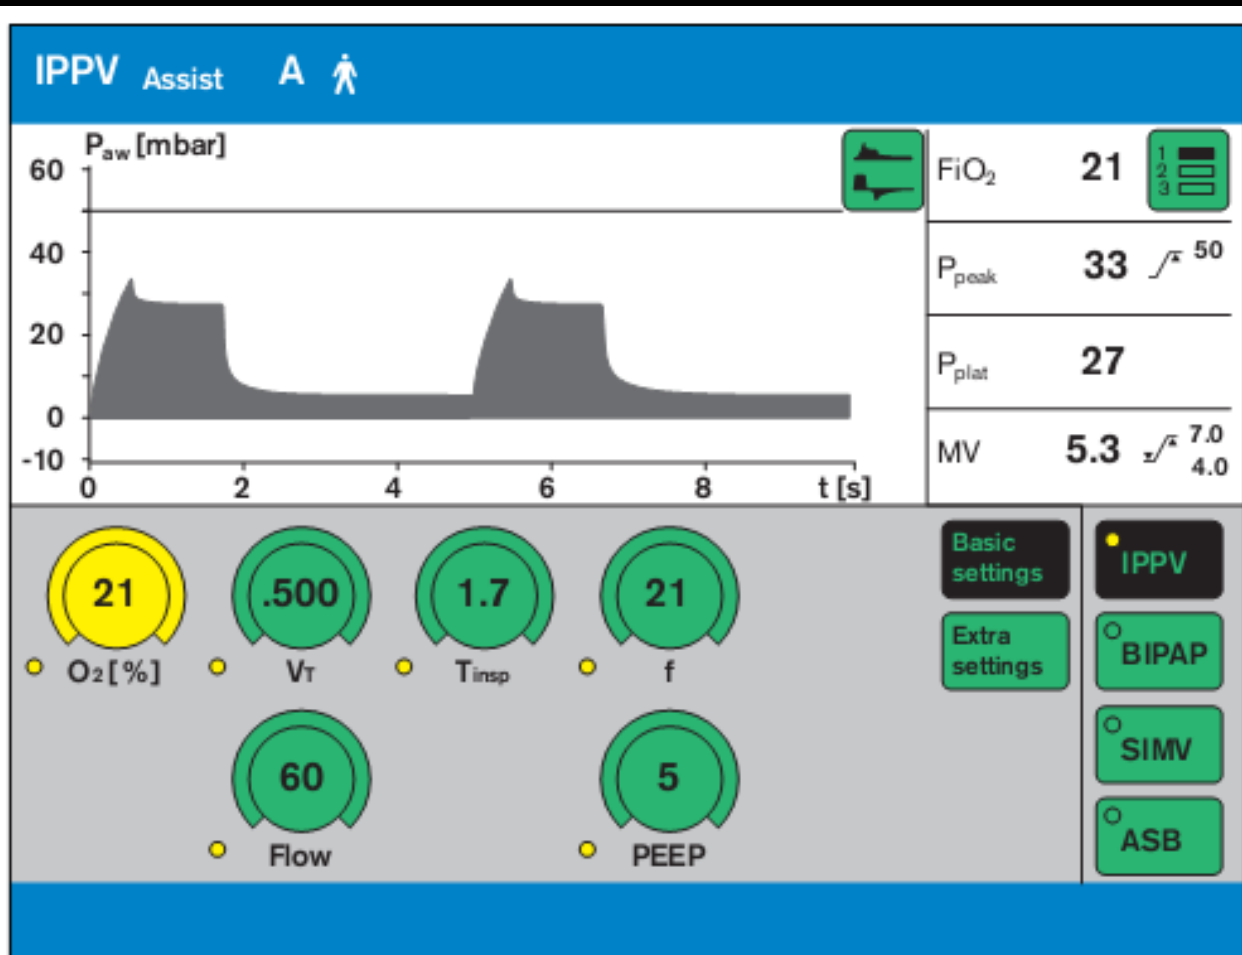 IPPV Assist A
Paw [mbar]
60
40
20
0
-10
0 2 4 6 8 t [s]
FiO2 21
1
2
3
Ppeak 33 50
Pplat 27
MV 5.3 7.0
4.0
21 .500 1.7 21
O2 [%] VT Tinsp f
60 5
Flow PEEP
Basic
settings
Extra
settings
IPPV
BIPAP
SIMV
ASB